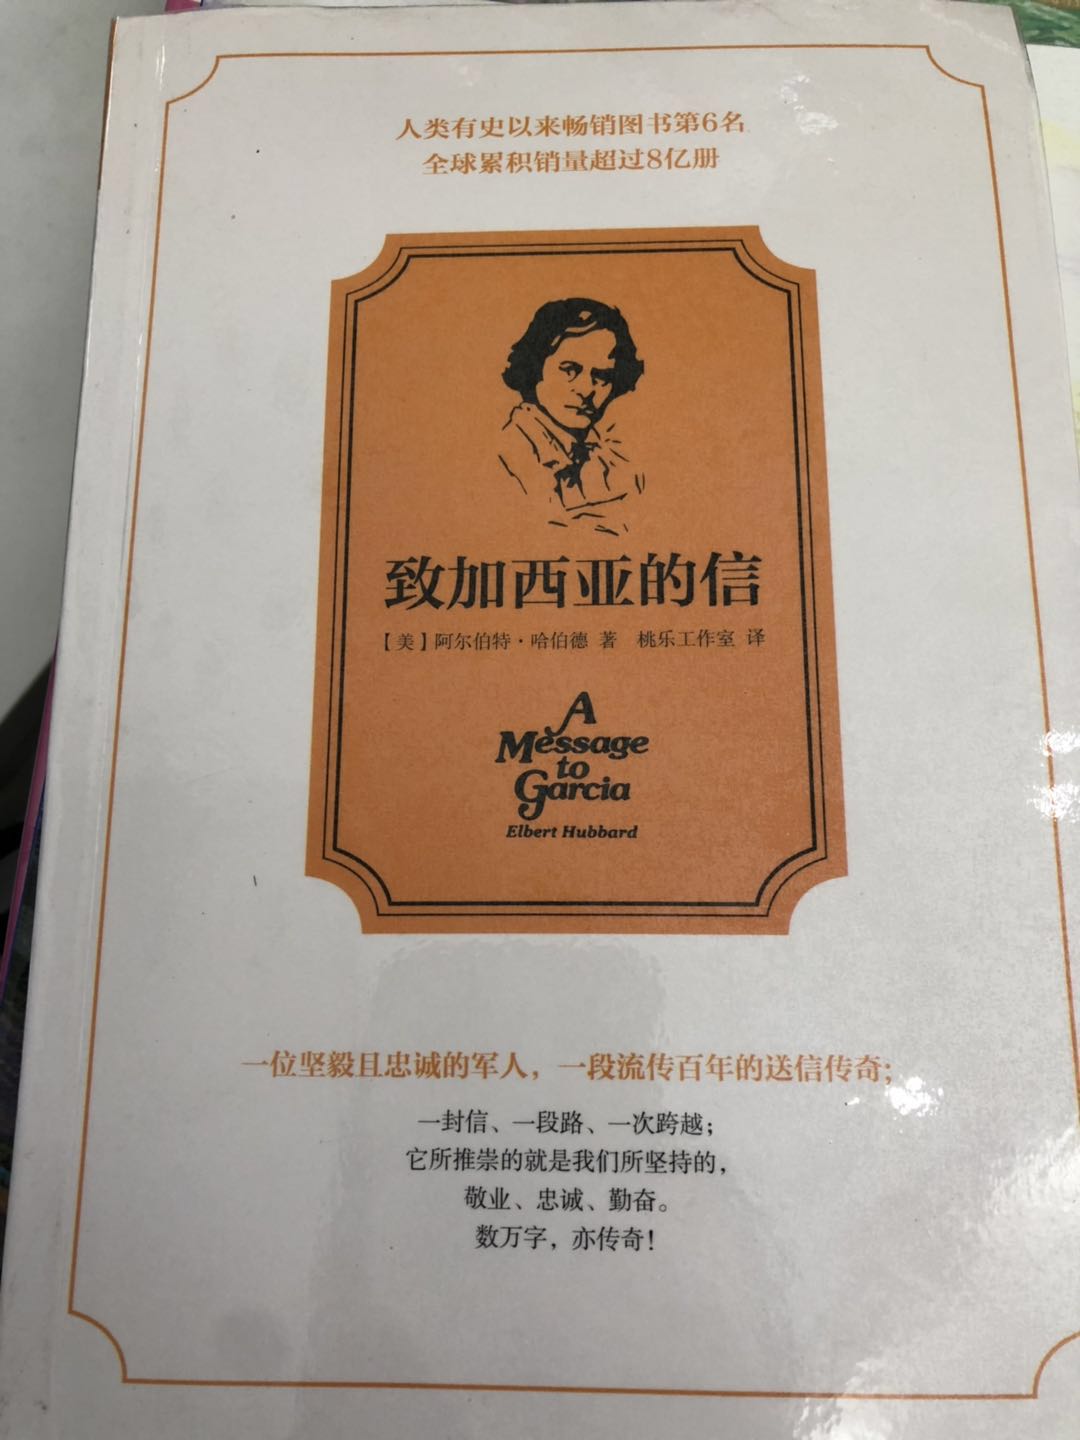 人类有史以来畅销图书第6名
全球累积销量超过8亿册
致加西亚的信
【美】阿尔伯特·哈伯德 著 桃乐工作室 译
A
Message
to
Garcia
Elbert Hubbard
一位坚毅且忠诚的军人，一段流传百年的送信传奇；
一封信、一段路、一次跨越；
它所推崇的就是我们所坚持的，
敬业、忠诚、勤奋。
数万字，亦传奇！